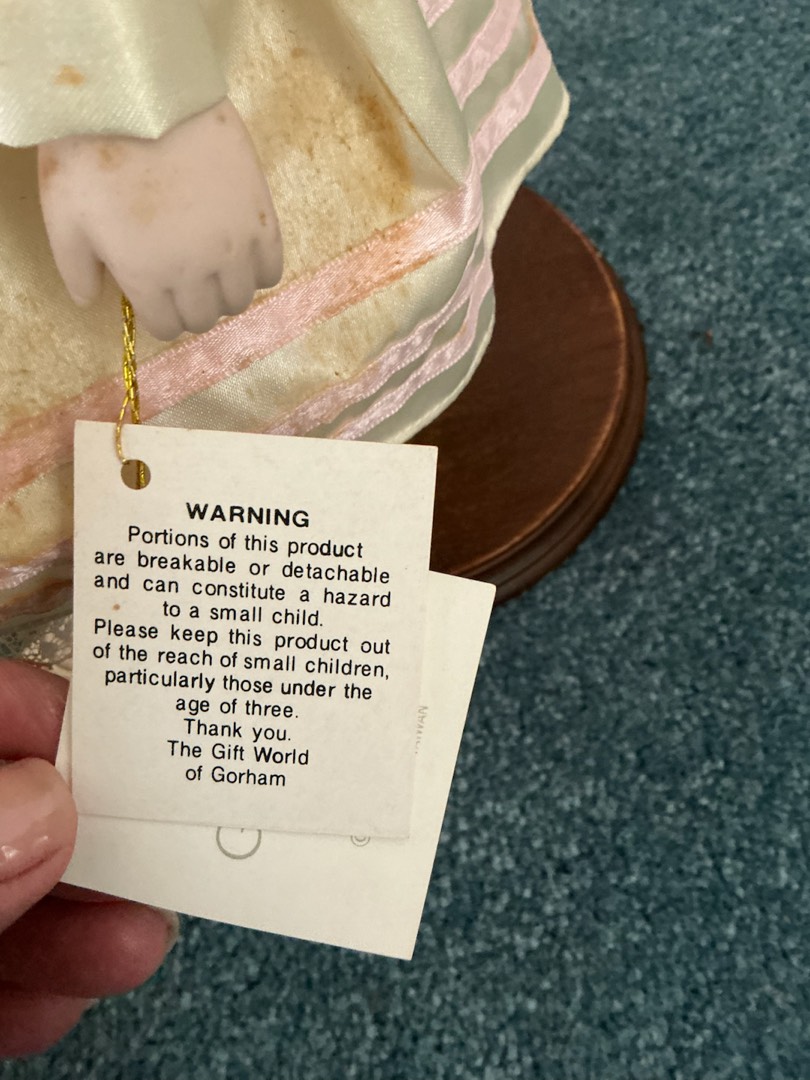 WARNING
Portions of this product
are breakable or detachable
and can constitute a hazard
to a small child.
Please keep this product out
of the reach of small children,
particularly those under the
age of three.
Thank you.
The Gift World
of Gorham